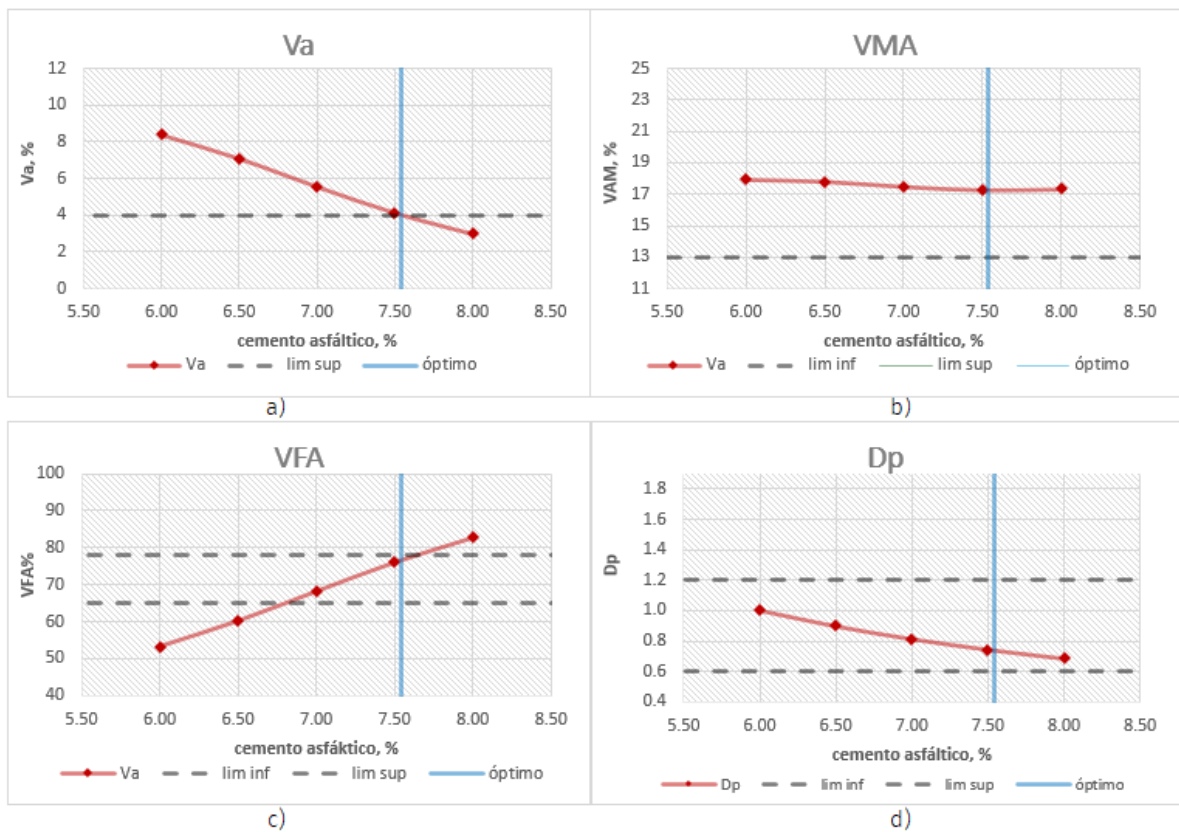 Va
Va, %
12
10
8
6
4
2
0
5.50 6.00 6.50 7.00 7.50 8.00 8.50
cemento asfáltico, %
Va lim sup óptimo
a)
VMA
VAM, %
25
23
21
19
17
15
13
11
5.50 6.00 6.50 7.00 7.50 8.00 8.50
cemento asfáltico, %
Va lim inf lim sup óptimo
b)
VFA
VFA%
100
90
80
70
60
50
40
5.50 6.00 6.50 7.00 7.50 8.00 8.50
cemento asfáktico, %
Va lim inf lim sup óptimo
c)
Dp
Dp
1.8
1.6
1.4
1.2
1.0
0.8
0.6
0.4
5.50 6.00 6.50 7.00 7.50 8.00 8.50
cemento asfáltico, %
Dp lim inf lim sup óptimo
d)